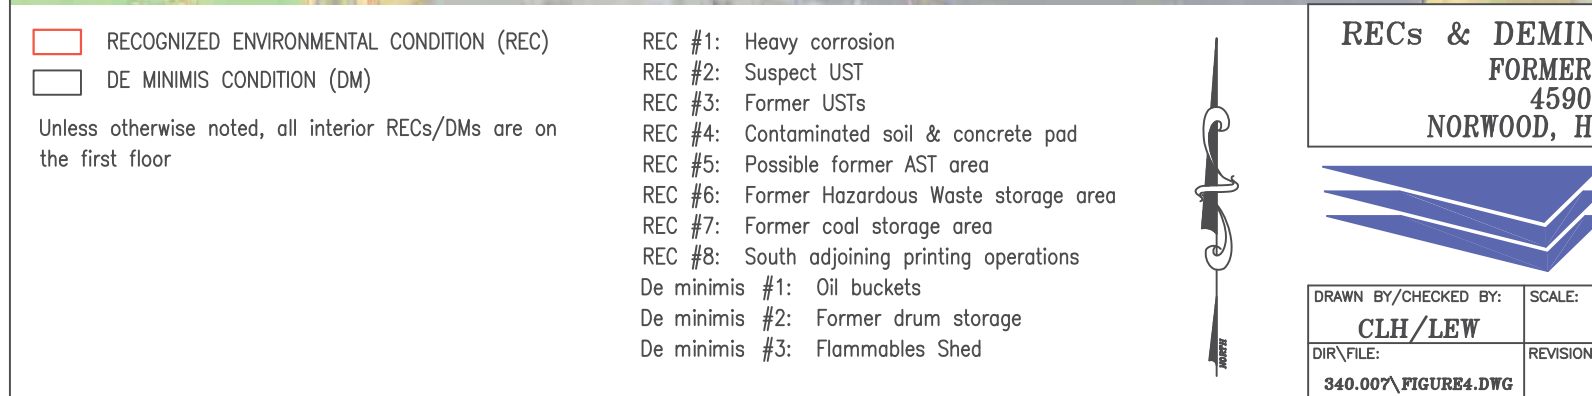 RECOGNIZED ENVIRONMENTAL CONDITION (REC)
DE MINIMIS CONDITION (DM)
Unless otherwise noted, all interior RECs/DMs are on
the first floor
REC #1: Heavy corrosion
REC #2: Suspect UST
REC #3: Former USTs
REC #4: Contaminated soil & concrete pad
REC #5: Possible former AST area
REC #6: Former Hazardous Waste storage area
REC #7: Former coal storage area
REC #8: South adjoining printing operations
De minimis #1: Oil buckets
De minimis #2: Former drum storage
De minimis #3: Flammables Shed
NORTH
RECs & DEMIN
FORMER
4590
NORWOOD, H
DRAWN BY/CHECKED BY:
CLH/LEW
SCALE:
DIR\FILE:
340.007\FIGURE4.DWG
REVISION